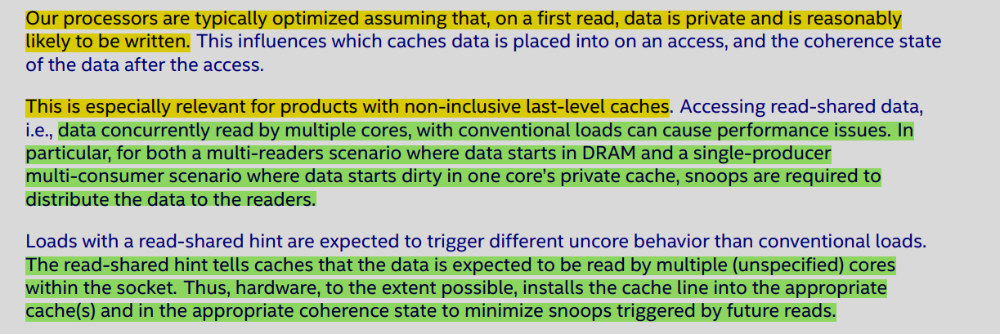 Our processors are typically optimized assuming that, on a first read, data is private and is reasonably
likely to be written. This influences which caches data is placed into on an access, and the coherence state
of the data after the access.
This is especially relevant for products with non-inclusive last-level caches. Accessing read-shared data,
i.e., data concurrently read by multiple cores, with conventional loads can cause performance issues. In
particular, for both a multi-readers scenario where data starts in DRAM and a single-producer
multi-consumer scenario where data starts dirty in one core's private cache, snoops are required to
distribute the data to the readers.
Loads with a read-shared hint are expected to trigger different uncore behavior than conventional loads.
The read-shared hint tells caches that the data is expected to be read by multiple (unspecified) cores
within the socket. Thus, hardware, to the extent possible, installs the cache line into the appropriate
cache(s) and in the appropriate coherence state to minimize snoops triggered by future reads.